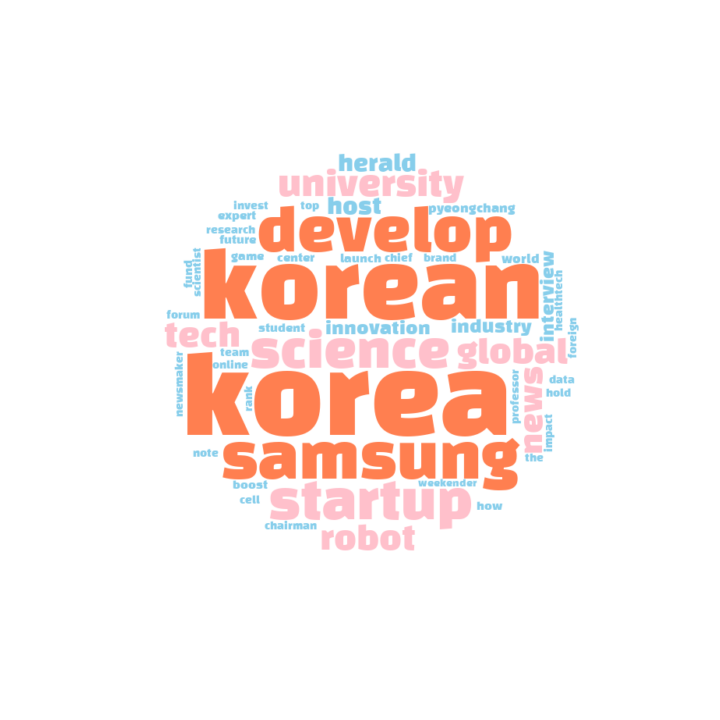 herald
university
invest top host pyeongchang
expert develop
research
future
game center launch chief brand world
fund scientist korean interview healthtech
forum
tech student innovation industry foreign
team science global
online
newsmaker rank korea professor news data
hold
impact
note samsung the
boost weekender
cell startup how
chairman robot